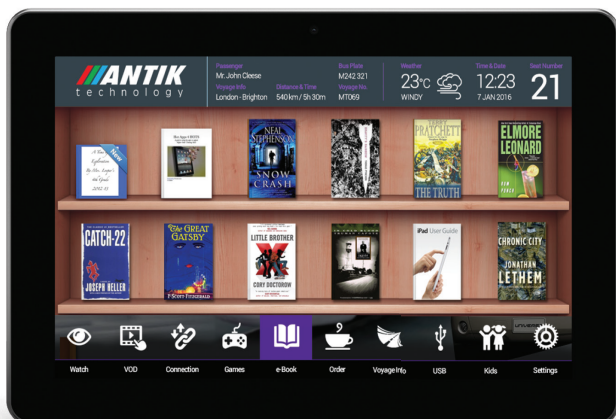 ANTIK
technology
Passenger
Mr. John Cleese
Voyage Info
London - Brighton
Distance & Time
540 km / 5h 30m
Bus Plate
M242 321
Voyage No.
MT069
Weather
23°C
WINDY
Time & Date
12:23
7 JAN 2016
Seat Number
21
New
NEAL
STEPHENSON
SNOW
CRASH
TERRY
PRATCHETT
THE TRUTH
ELMORE
LEONARD
RUM
PUNCH
CATCH-22
JOSEPH HELLER
The GREAT
GATSBY
F SCOTT FITZGERALD
LITTLE BROTHER
CORY DOCTOROW
iPad User Guide
CHRONIC CITY
JONATHAN
LETHEM
Watch
VOD
Connection
Games
e-Book
Order
Voyage Info
USB
Kids
Settings